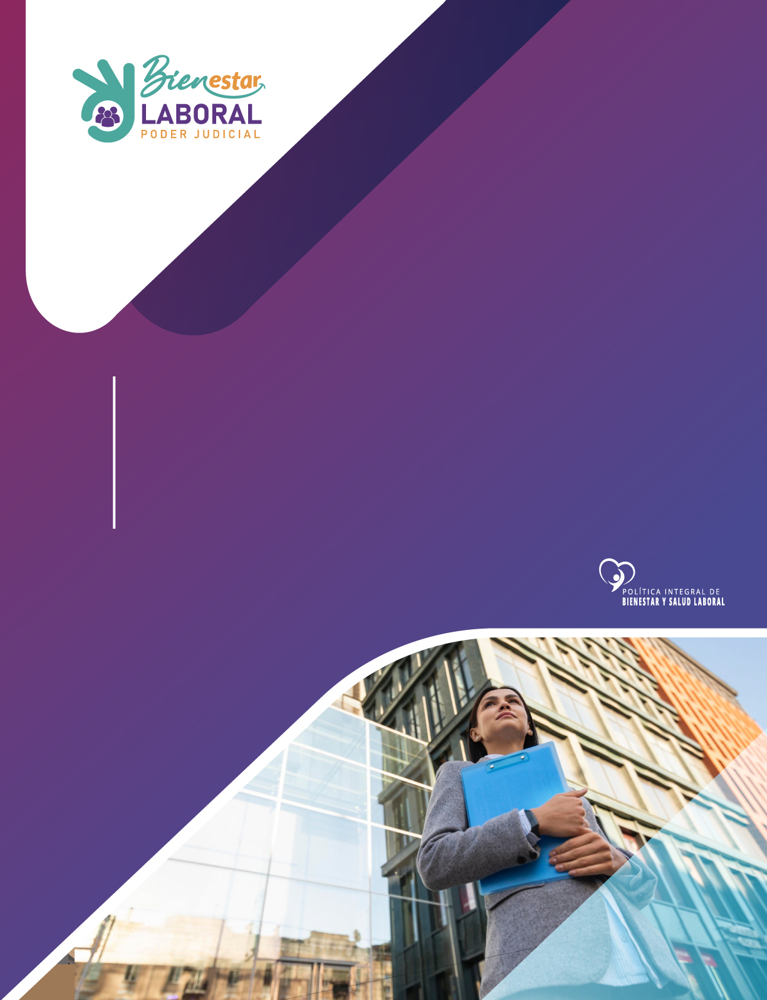 Bienestar
LABORAL
PODER JUDICIAL
POLÍTICA INTEGRAL DE
BIENESTAR Y SALUD LABORAL